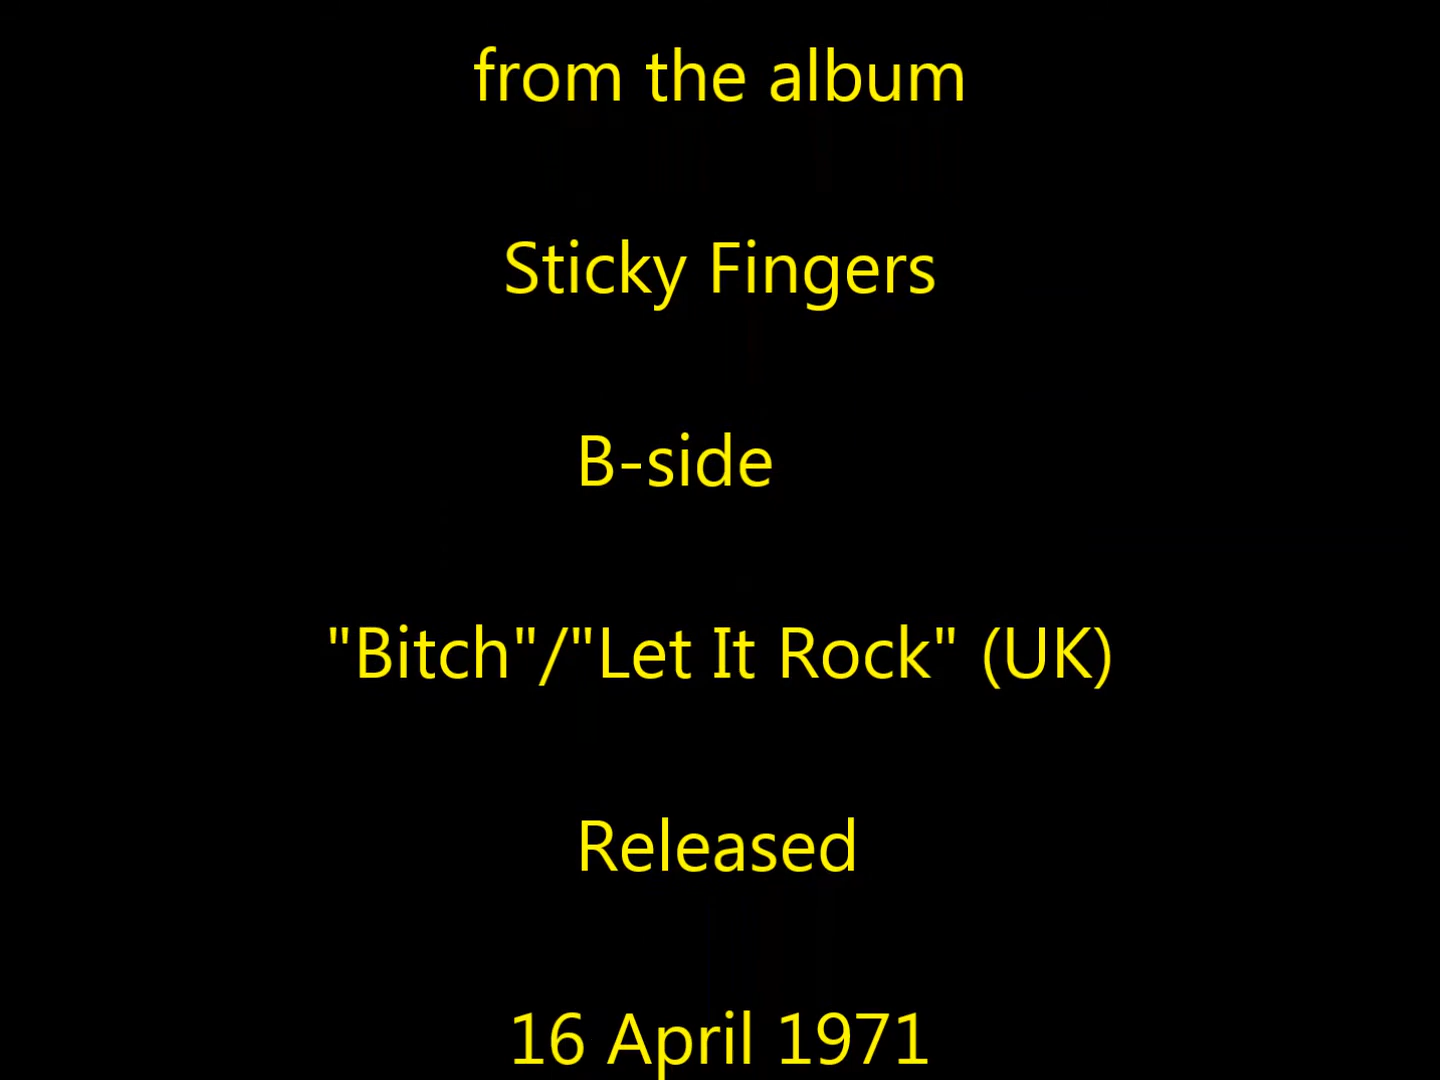 from the album
Sticky Fingers
B-side
"Bitch"/"Let It Rock" (UK)
Released
16 April 1971